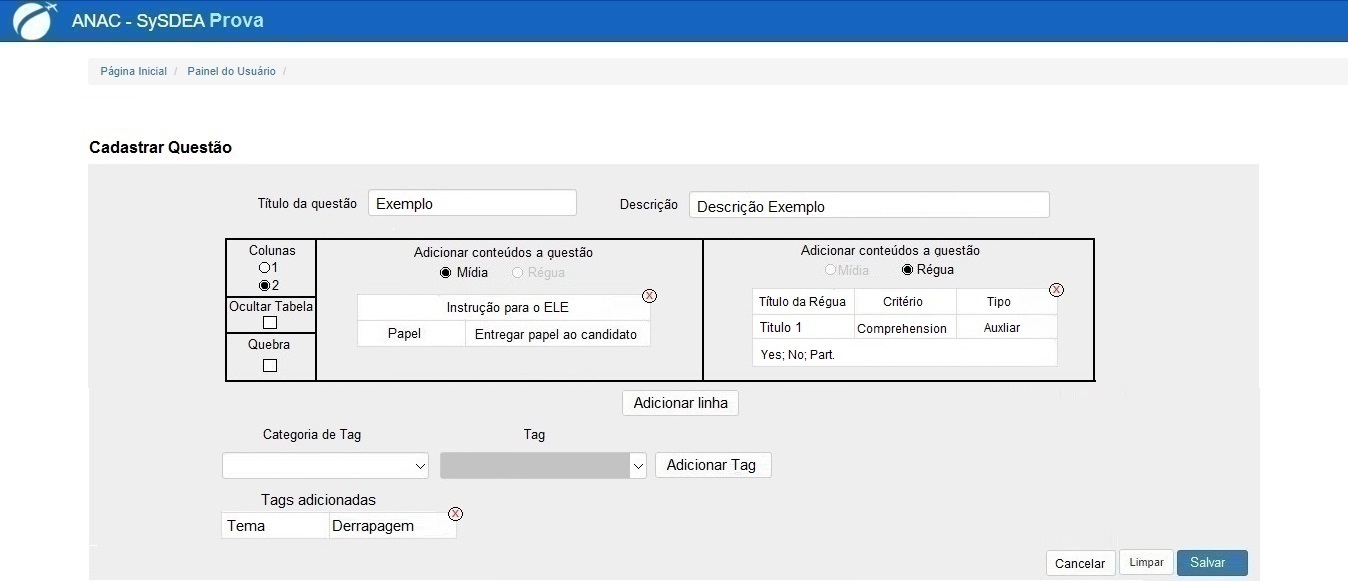 ANAC - SySDEA Prova
Página Inicial / Painel do Usuário /
Cadastrar Questão
Título da questão Exemplo Descrição Descrição Exemplo
Colunas
1
2
Ocultar Tabela
Quebra
Adicionar conteúdos a questão
Mídia Régua
X
Instrução para o ELE
Papel Entregar papel ao candidato
Adicionar conteúdos a questão
Mídia Régua
X
Título da Régua Critério Tipo
Titulo 1 Comprehension Auxliar
Yes; No; Part.
Adicionar linha
Categoria de Tag Tag
Adicionar Tag
Tags adicionadas
X
Tema Derrapagem
Cancelar Limpar Salvar